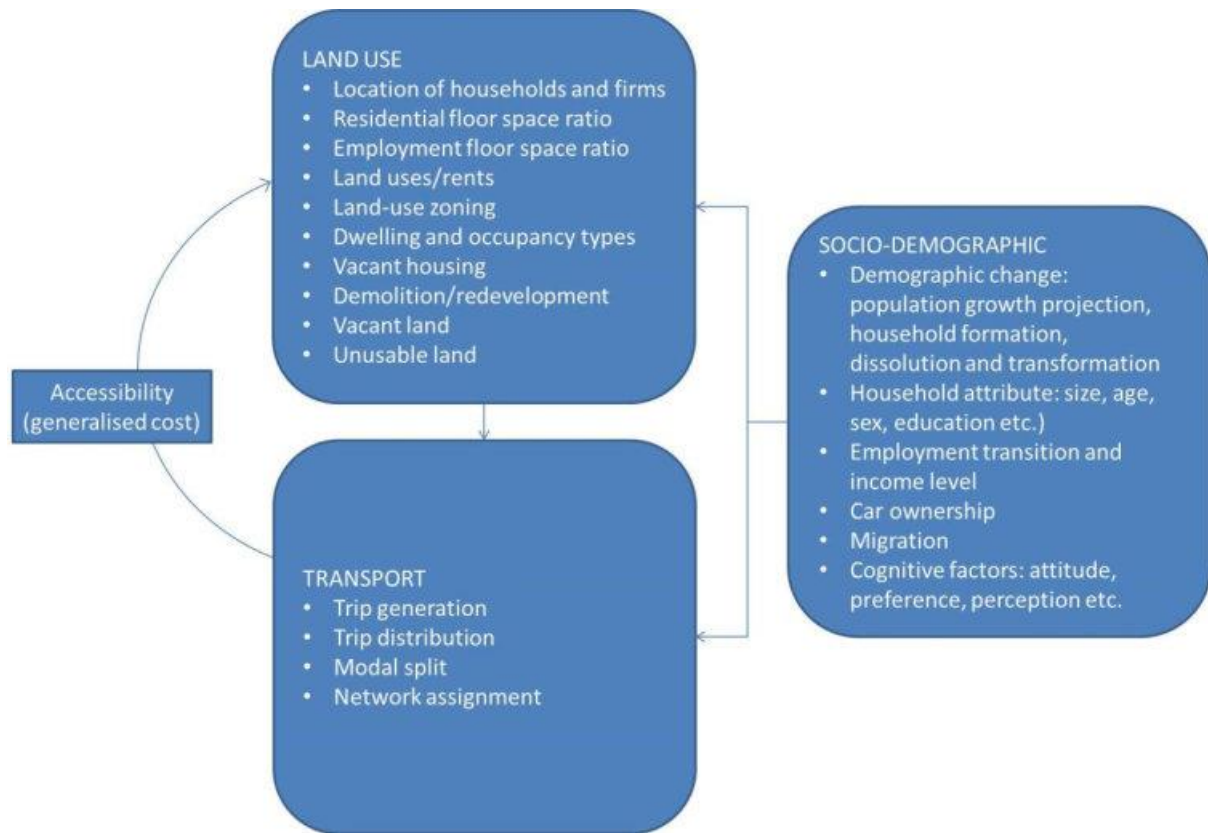 LAND USE
• Location of households and firms
• Residential floor space ratio
• Employment floor space ratio
• Land uses/rents
• Land-use zoning
• Dwelling and occupancy types
• Vacant housing
• Demolition/redevelopment
• Vacant land
• Unusable land
Accessibility
(generalised cost)
TRANSPORT
• Trip generation
• Trip distribution
• Modal split
• Network assignment
SOCIO-DEMOGRAPHIC
• Demographic change:
population growth projection,
household formation,
dissolution and transformation
• Household attribute: size, age,
sex, education etc.)
• Employment transition and
income level
• Car ownership
• Migration
• Cognitive factors: attitude,
preference, perception etc.